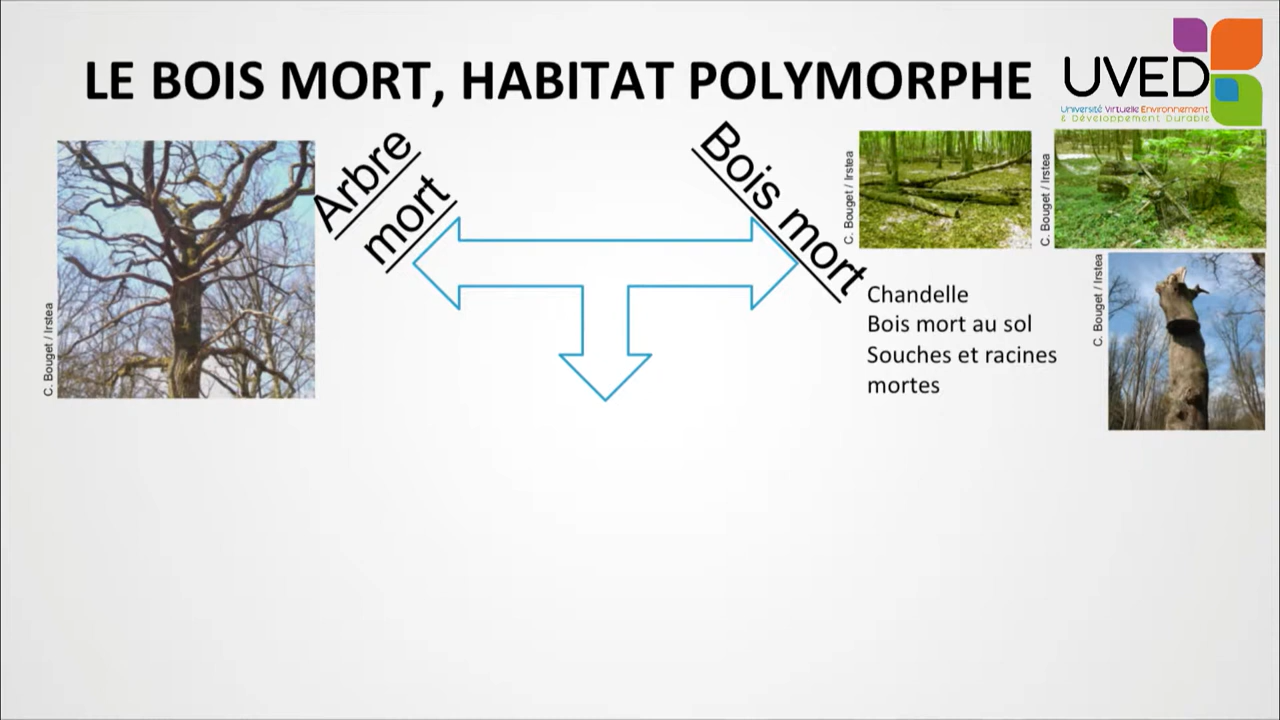 LE BOIS MORT, HABITAT POLYMORPHE
UVED
Université Virtuelle Environnement
& Développement Durable
Arbre
mort
Bois mort
C. Bouget / Irstea
C. Bouget / Irstea
C. Bouget / Irstea
C. Bouget / Irstea
Chandelle
Bois mort au sol
Souches et racines
mortes